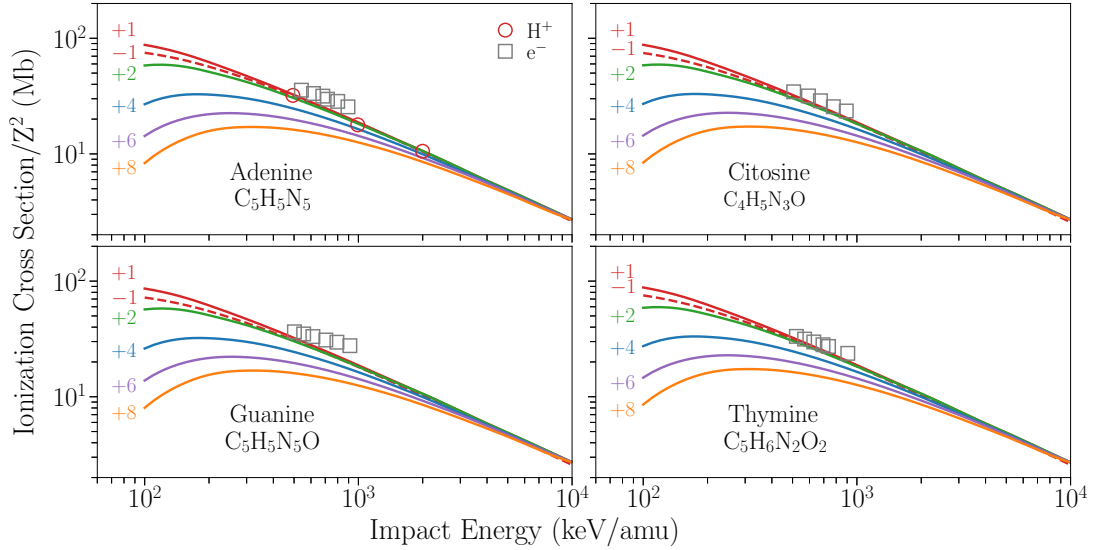 Ionization Cross Section/Z² (Mb)
10²
10¹
+1
−1
+2
+4
+6
+8
H⁺
e⁻
Adenine
C₅H₅N₅
+1
−1
+2
+4
+6
+8
Citosine
C₄H₅N₃O
10²
10¹
+1
−1
+2
+4
+6
+8
Guanine
C₅H₅N₅O
+1
−1
+2
+4
+6
+8
Thymine
C₅H₆N₂O₂
10² 10³ 10⁴ 10² 10³ 10⁴
Impact Energy (keV/amu)